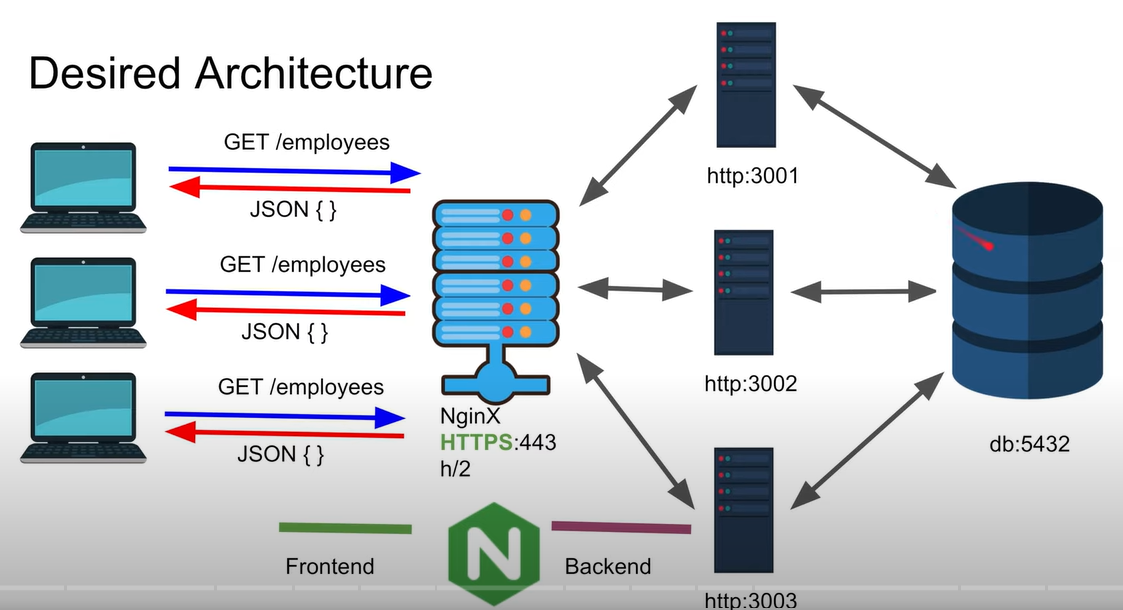 Desired Architecture
GET /employees
JSON { }
GET /employees
JSON { }
GET /employees
JSON { }
NginX
HTTPS:443
h/2
http:3001
http:3002
http:3003
db:5432
Frontend
N
Backend